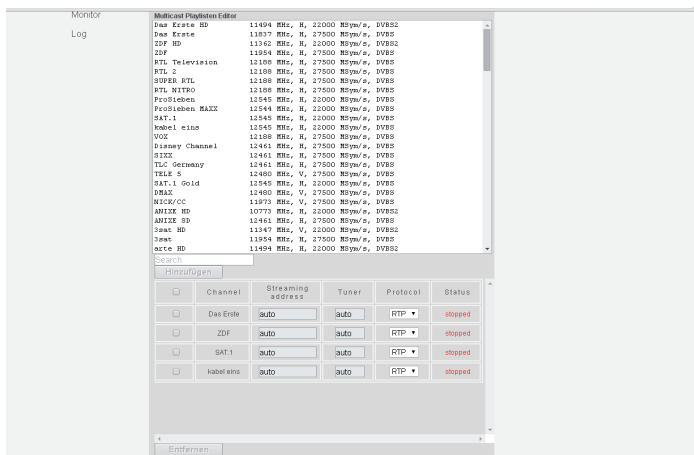 Monitor
Log
Multicast Playlisten Editor
Das Erste HD 11494 MHz, H, 22000 MSym/s, DVBS2
Das Erste 11837 MHz, H, 27500 MSym/s, DVBS
ZDF HD 11362 MHz, H, 22000 MSym/s, DVBS2
ZDF 11954 MHz, H, 27500 MSym/s, DVBS
RTL Television 12188 MHz, H, 27500 MSym/s, DVBS
RTL 2 12188 MHz, H, 27500 MSym/s, DVBS
SUPER RTL 12188 MHz, H, 27500 MSym/s, DVBS
RTL NITRO 12188 MHz, H, 27500 MSym/s, DVBS
ProSieben 12545 MHz, H, 22000 MSym/s, DVBS
ProSieben MAXX 12544 MHz, H, 22000 MSym/s, DVBS
SAT.1 12545 MHz, H, 22000 MSym/s, DVBS
kabel eins 12545 MHz, H, 22000 MSym/s, DVBS
VOX 12188 MHz, H, 27500 MSym/s, DVBS
Disney Channel 12461 MHz, H, 27500 MSym/s, DVBS
SIXX 12461 MHz, H, 27500 MSym/s, DVBS
TLC Germany 12461 MHz, H, 27500 MSym/s, DVBS
TELE 5 12480 MHz, V, 27500 MSym/s, DVBS
SAT.1 Gold 12545 MHz, H, 22000 MSym/s, DVBS
DMAX 12480 MHz, V, 27500 MSym/s, DVBS
NICK/CC 11973 MHz, V, 27500 MSym/s, DVBS
ANIXE HD 10773 MHz, H, 22000 MSym/s, DVBS2
ANIXE SD 12461 MHz, H, 27500 MSym/s, DVBS
3sat HD 11347 MHz, V, 22000 MSym/s, DVBS2
3sat 11954 MHz, H, 27500 MSym/s, DVBS
arte HD 11494 MHz, H, 22000 MSym/s, DVBS2
Search
Hinzufügen
Channel Streaming address Tuner Protocol Status
Das Erste auto auto RTP stopped
ZDF auto auto RTP stopped
SAT.1 auto auto RTP stopped
kabel eins auto auto RTP stopped
Entfernen